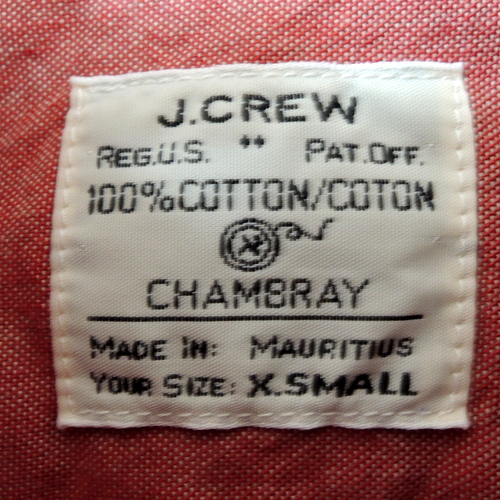 J.CREW
REG.U.S. PAT.OFF.
100%COTTON/COTON
CHAMBRAY
MADE IN: MAURITIUS
YOUR SIZE: X.SMALL